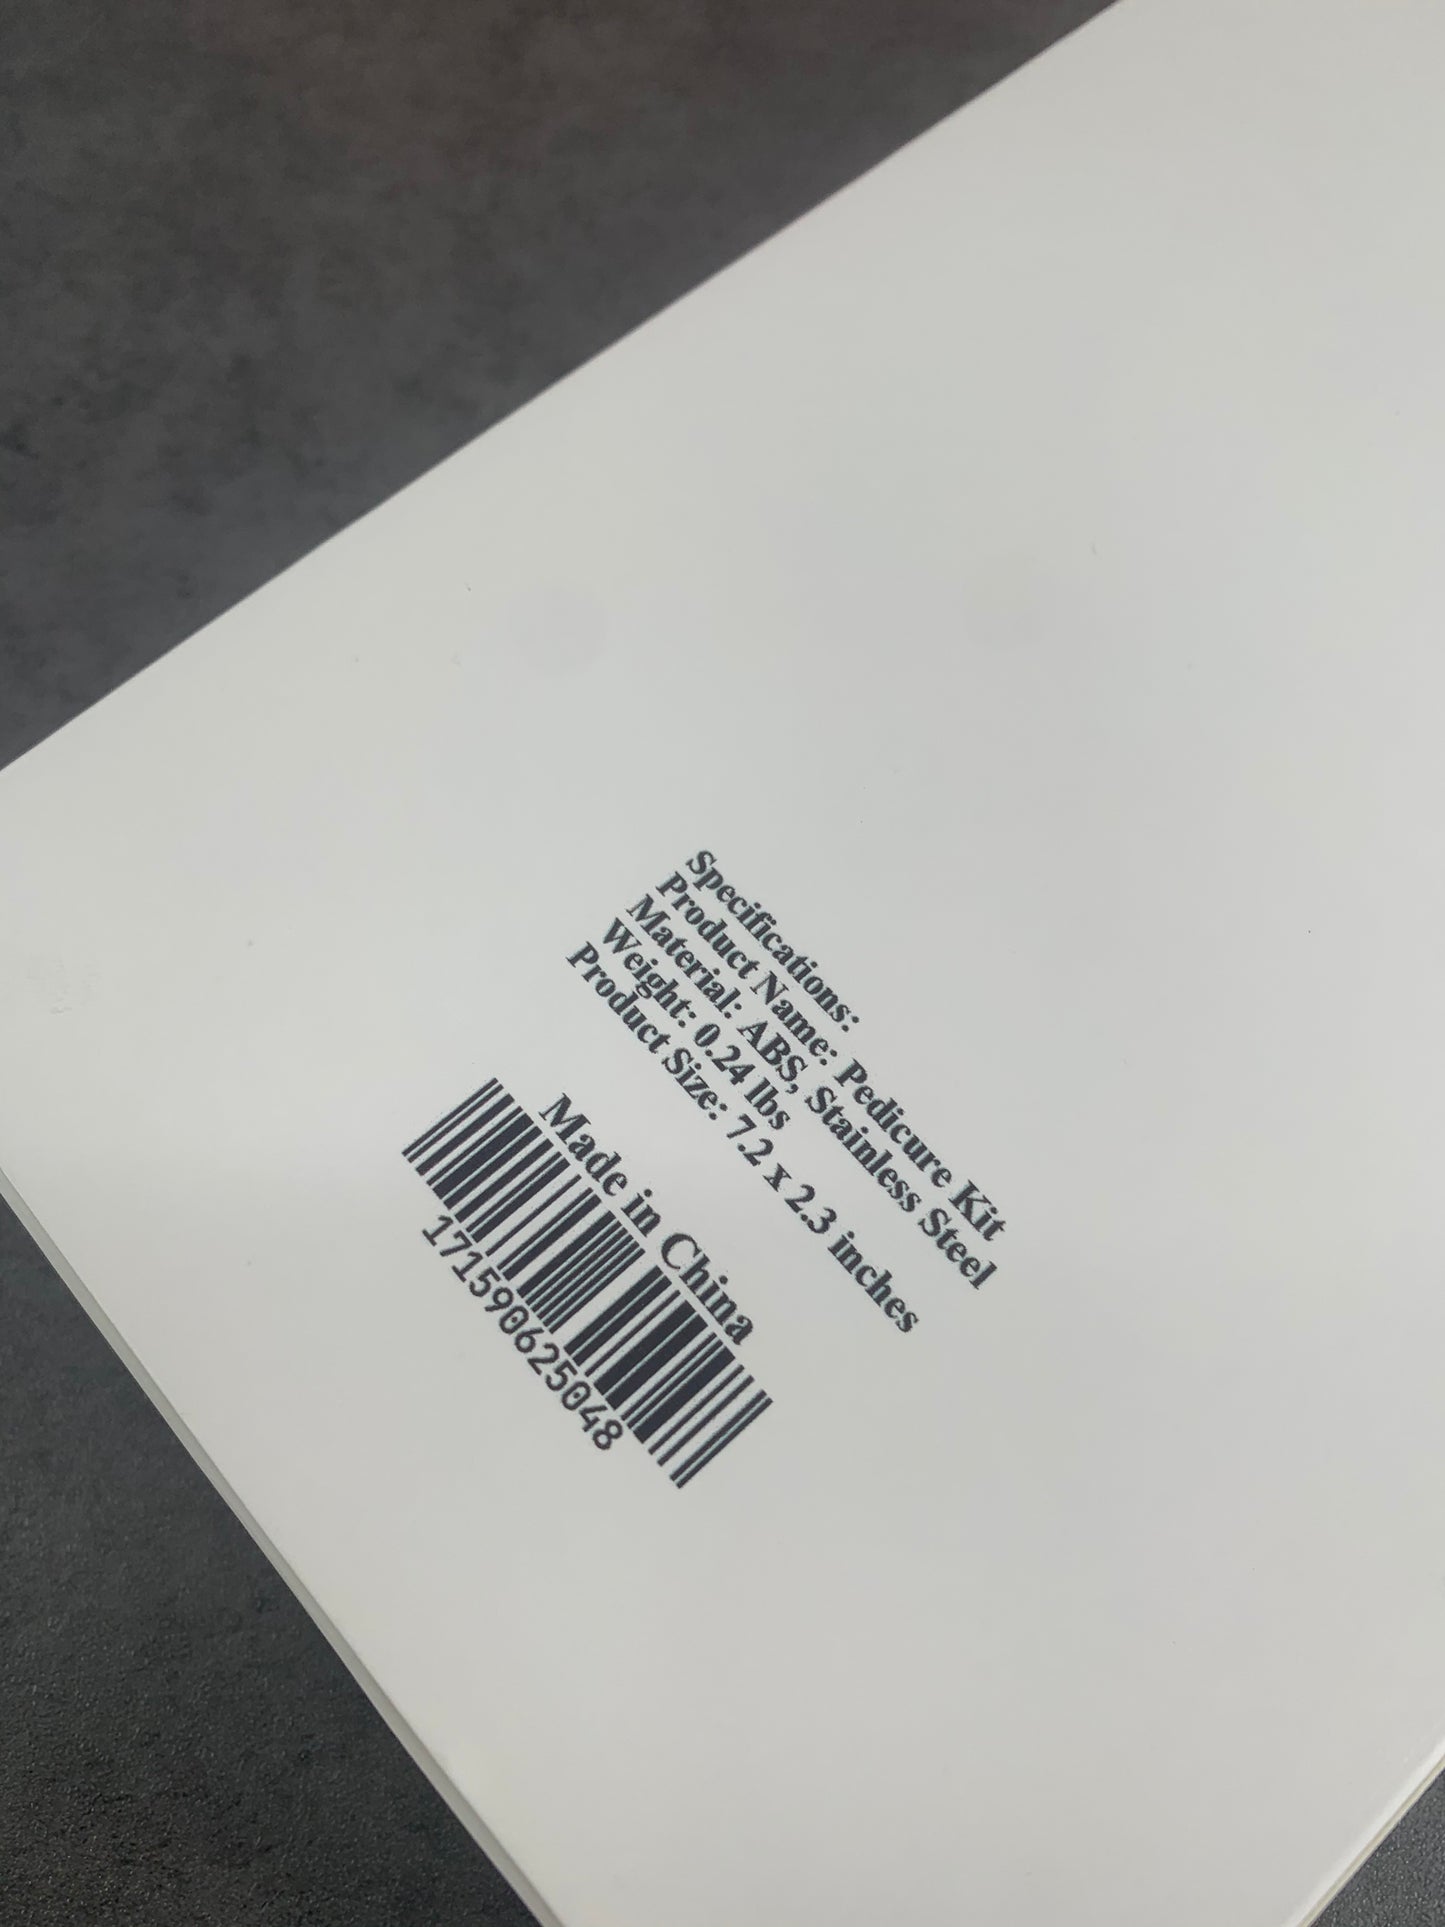 Specifications:
Product Name: Pedicure Kit
Material: ABS, Stainless Steel
Weight: 0.24 lbs
Product Size: 7.2 x 2.3 inches
Made in China
171590625048